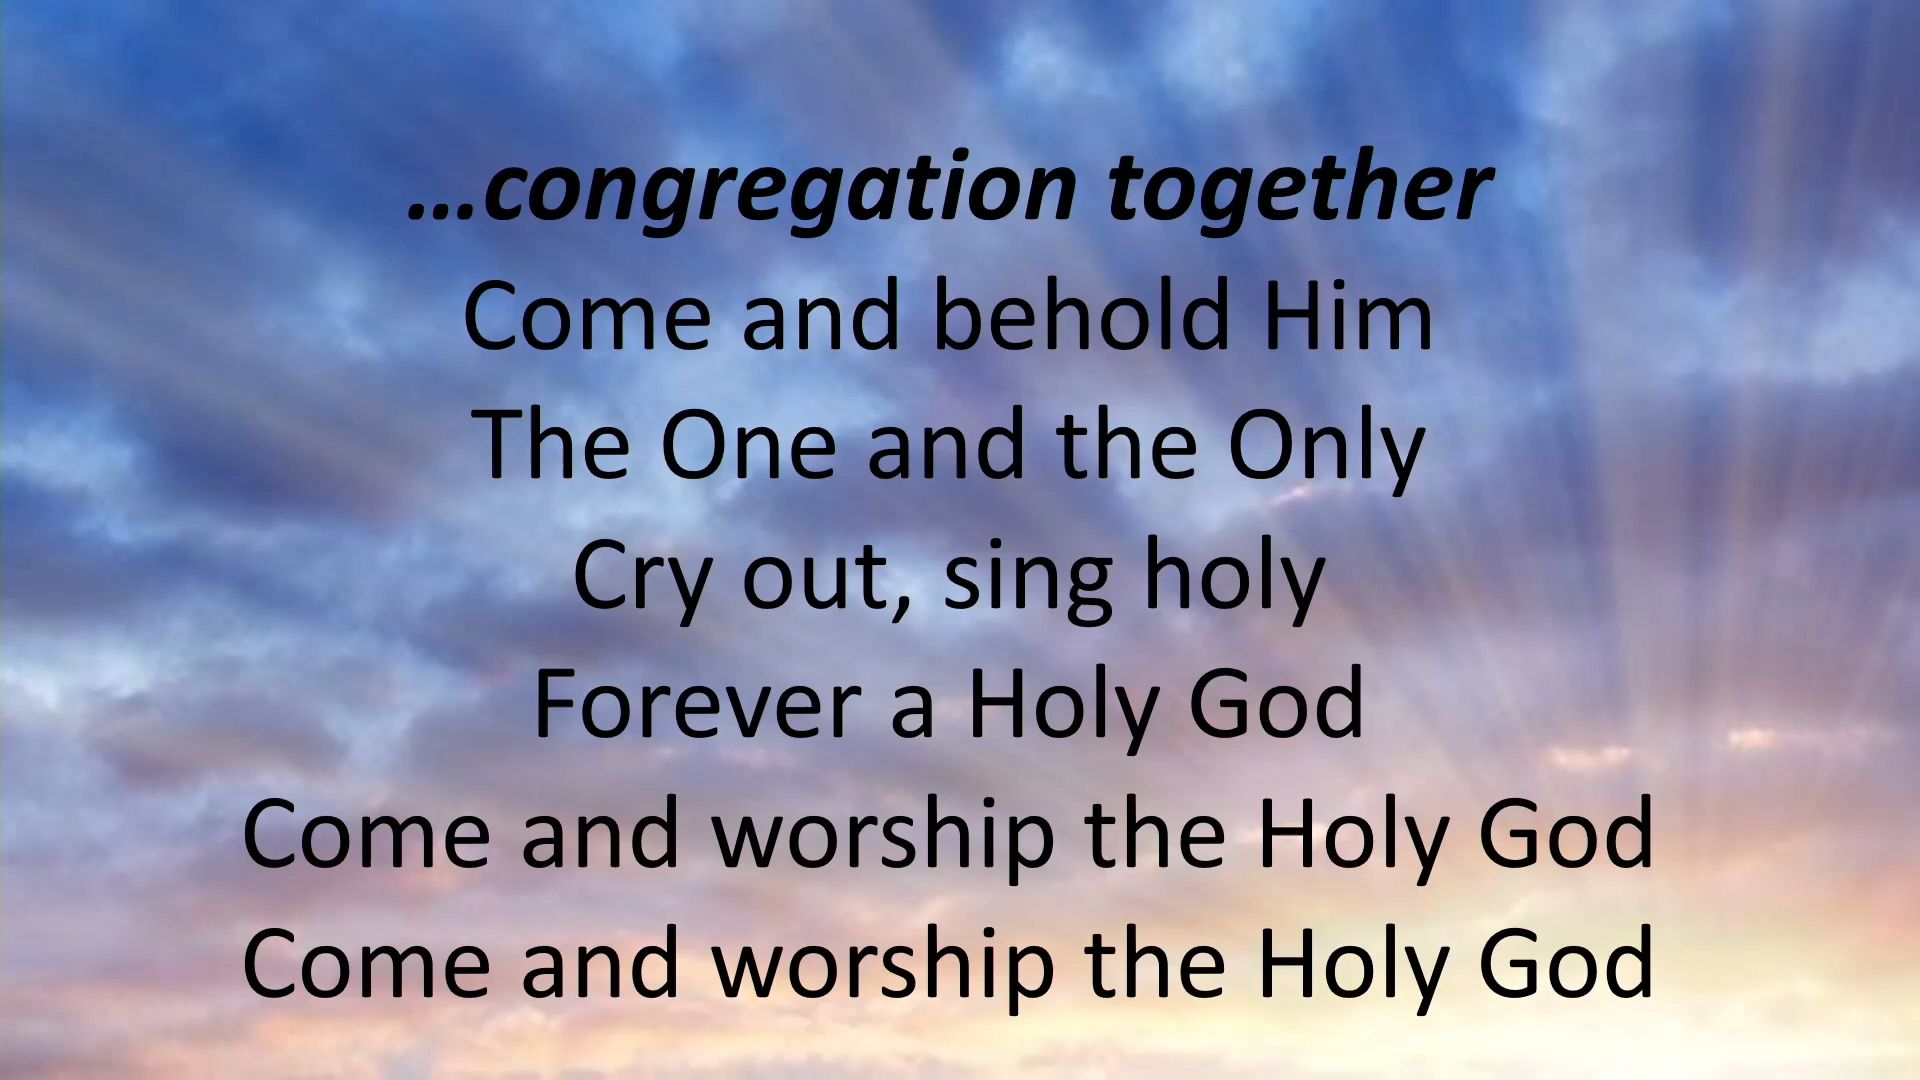 …congregation together
Come and behold Him
The One and the Only
Cry out, sing holy
Forever a Holy God
Come and worship the Holy God
Come and worship the Holy God